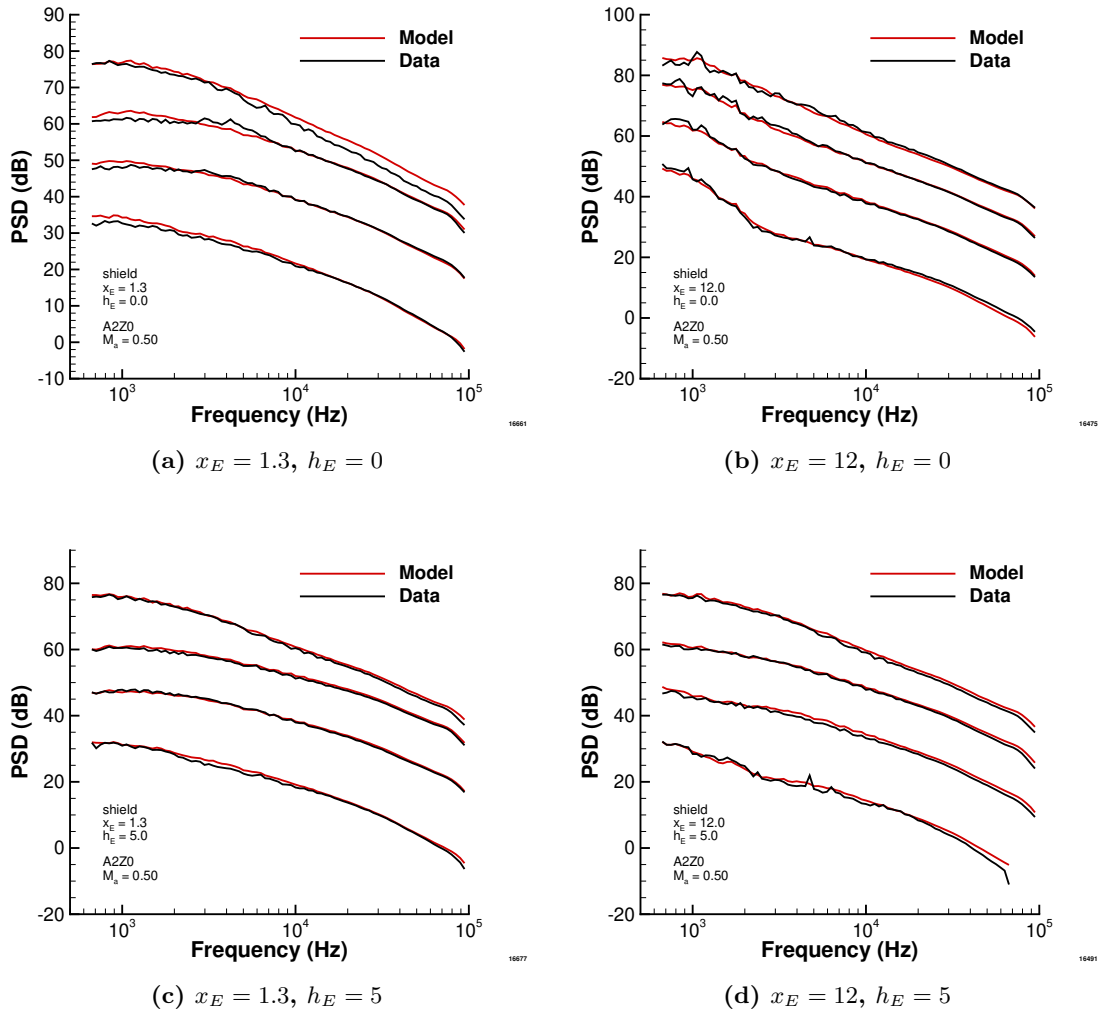 90
80
70
60
50
40
30
20
10
0
-10
PSD (dB)
Model
Data
shield
x_E = 1.3
h_E = 0.0
A2Z0
M_a = 0.50
10^3 10^4 10^5
Frequency (Hz)
16661
(a) x_E = 1.3, h_E = 0
100
80
60
40
20
0
-20
PSD (dB)
Model
Data
shield
x_E = 12.0
h_E = 0.0
A2Z0
M_a = 0.50
10^3 10^4 10^5
Frequency (Hz)
16475
(b) x_E = 12, h_E = 0
80
60
40
20
0
-20
PSD (dB)
Model
Data
shield
x_E = 1.3
h_E = 5.0
A2Z0
M_a = 0.50
10^3 10^4 10^5
Frequency (Hz)
16677
(c) x_E = 1.3, h_E = 5
80
60
40
20
0
-20
PSD (dB)
Model
Data
shield
x_E = 12.0
h_E = 5.0
A2Z0
M_a = 0.50
10^3 10^4 10^5
Frequency (Hz)
16491
(d) x_E = 12, h_E = 5